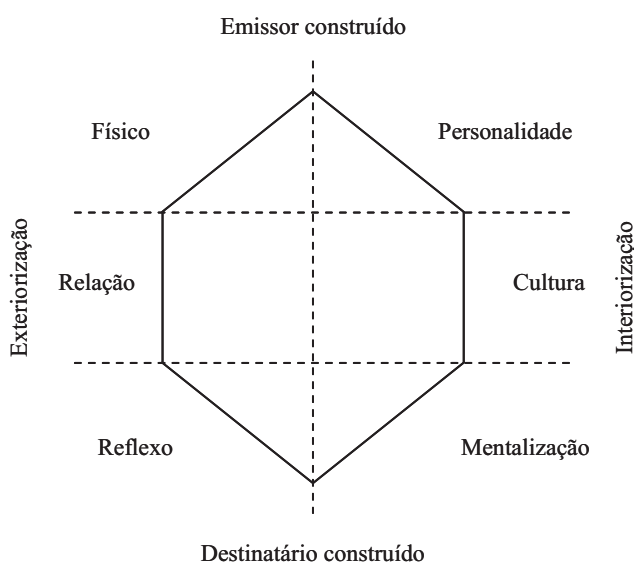 Emissor construído
Físico
Personalidade
Exteriorização
Relação
Cultura
Interiorização
Reflexo
Mentalização
Destinatário construído